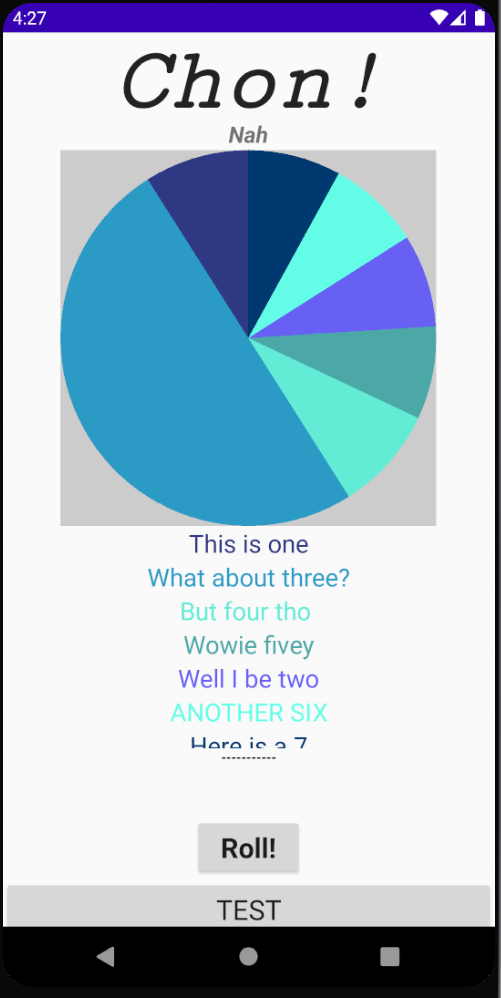 4:27
Chon!
Nah
This is one
What about three?
But four tho
Wowie fivey
Well I be two
ANOTHER SIX
Here is a 7
-----------
Roll!
TEST